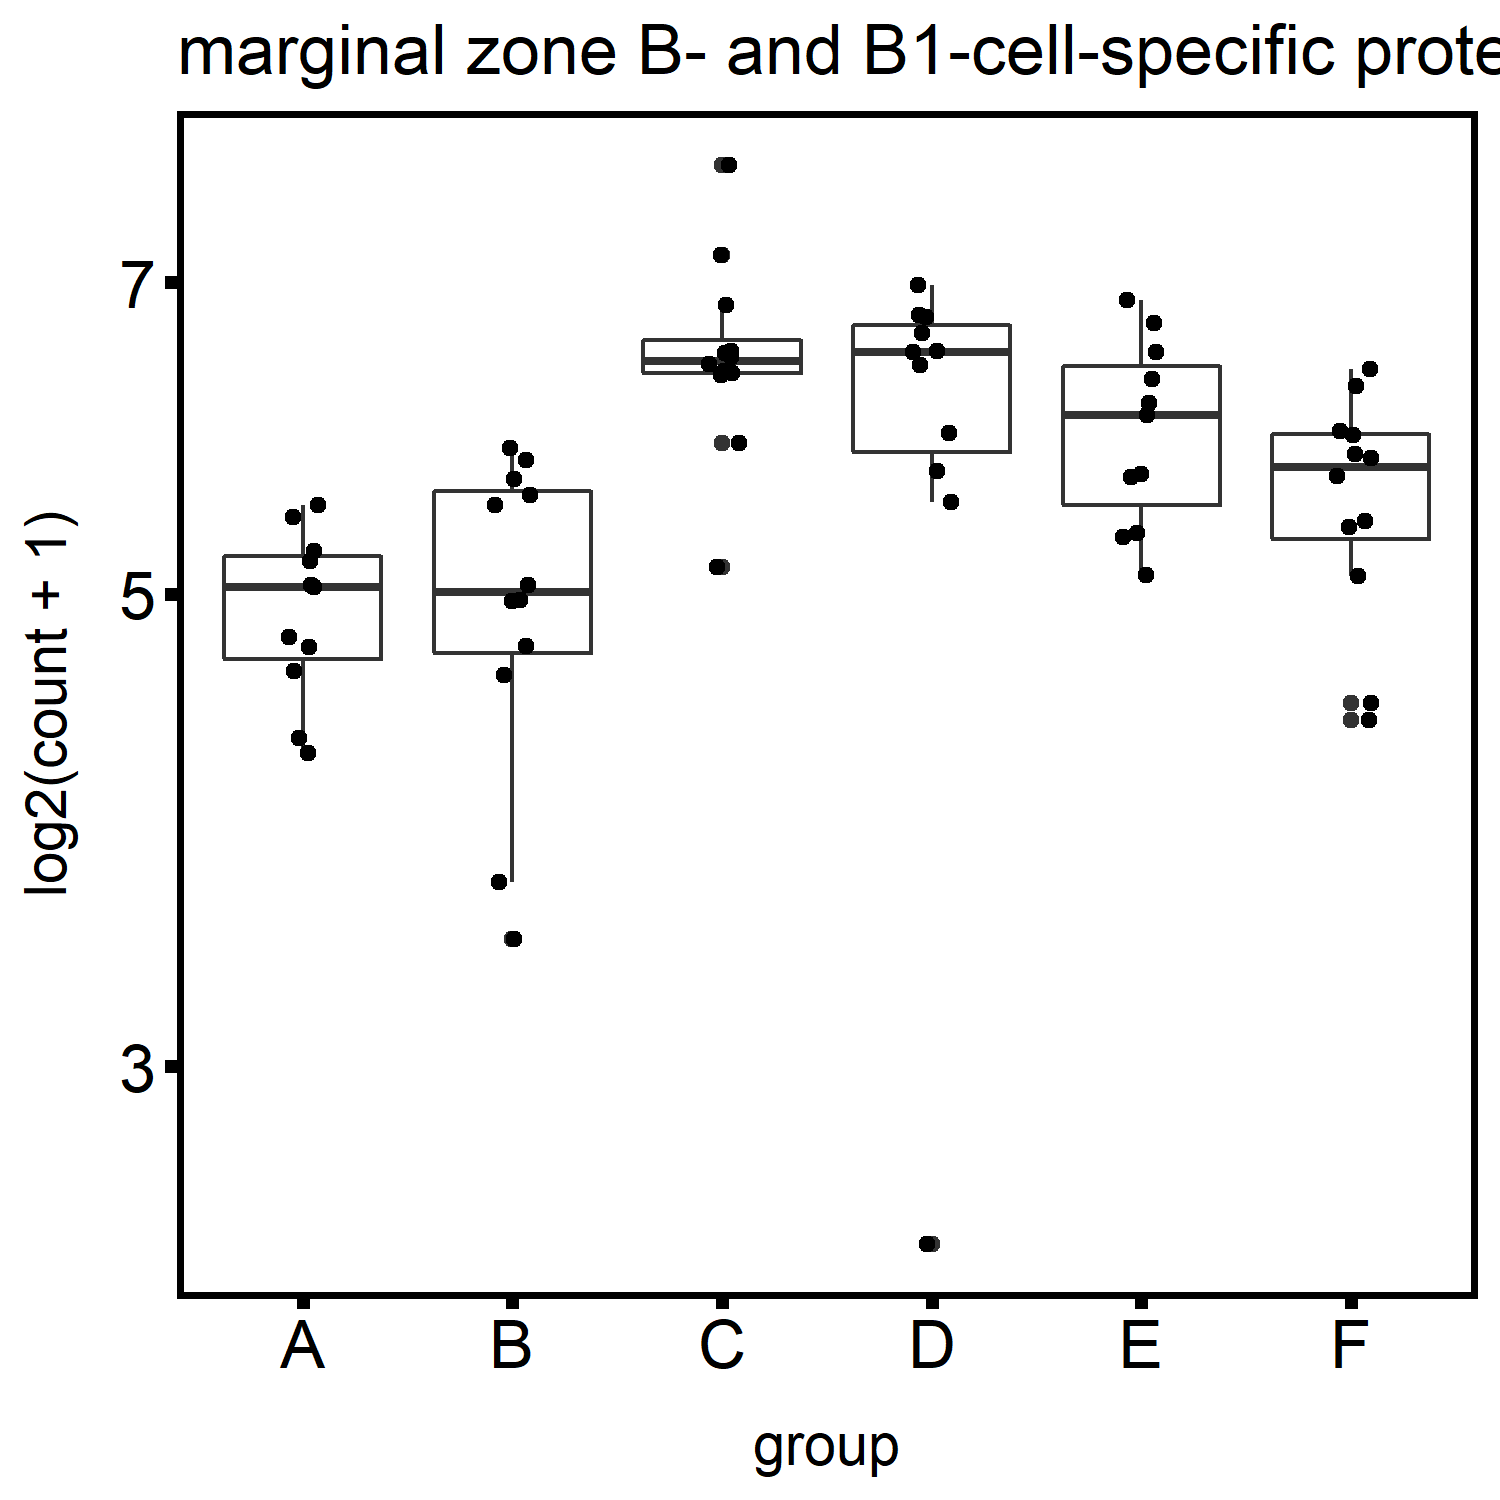 marginal zone B- and B1-cell-specific prote
log2(count + 1)
7
5
3
A B C D E F
group